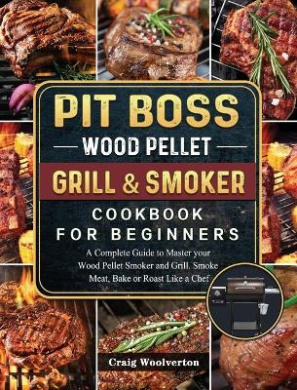 PIT BOSS
WOOD PELLET
GRILL & SMOKER
COOKBOOK
FOR BEGINNERS
A Complete Guide to Master your
Wood Pellet Smoker and Grill. Smoke
Meat, Bake or Roast Like a Chef
Craig Woolverton